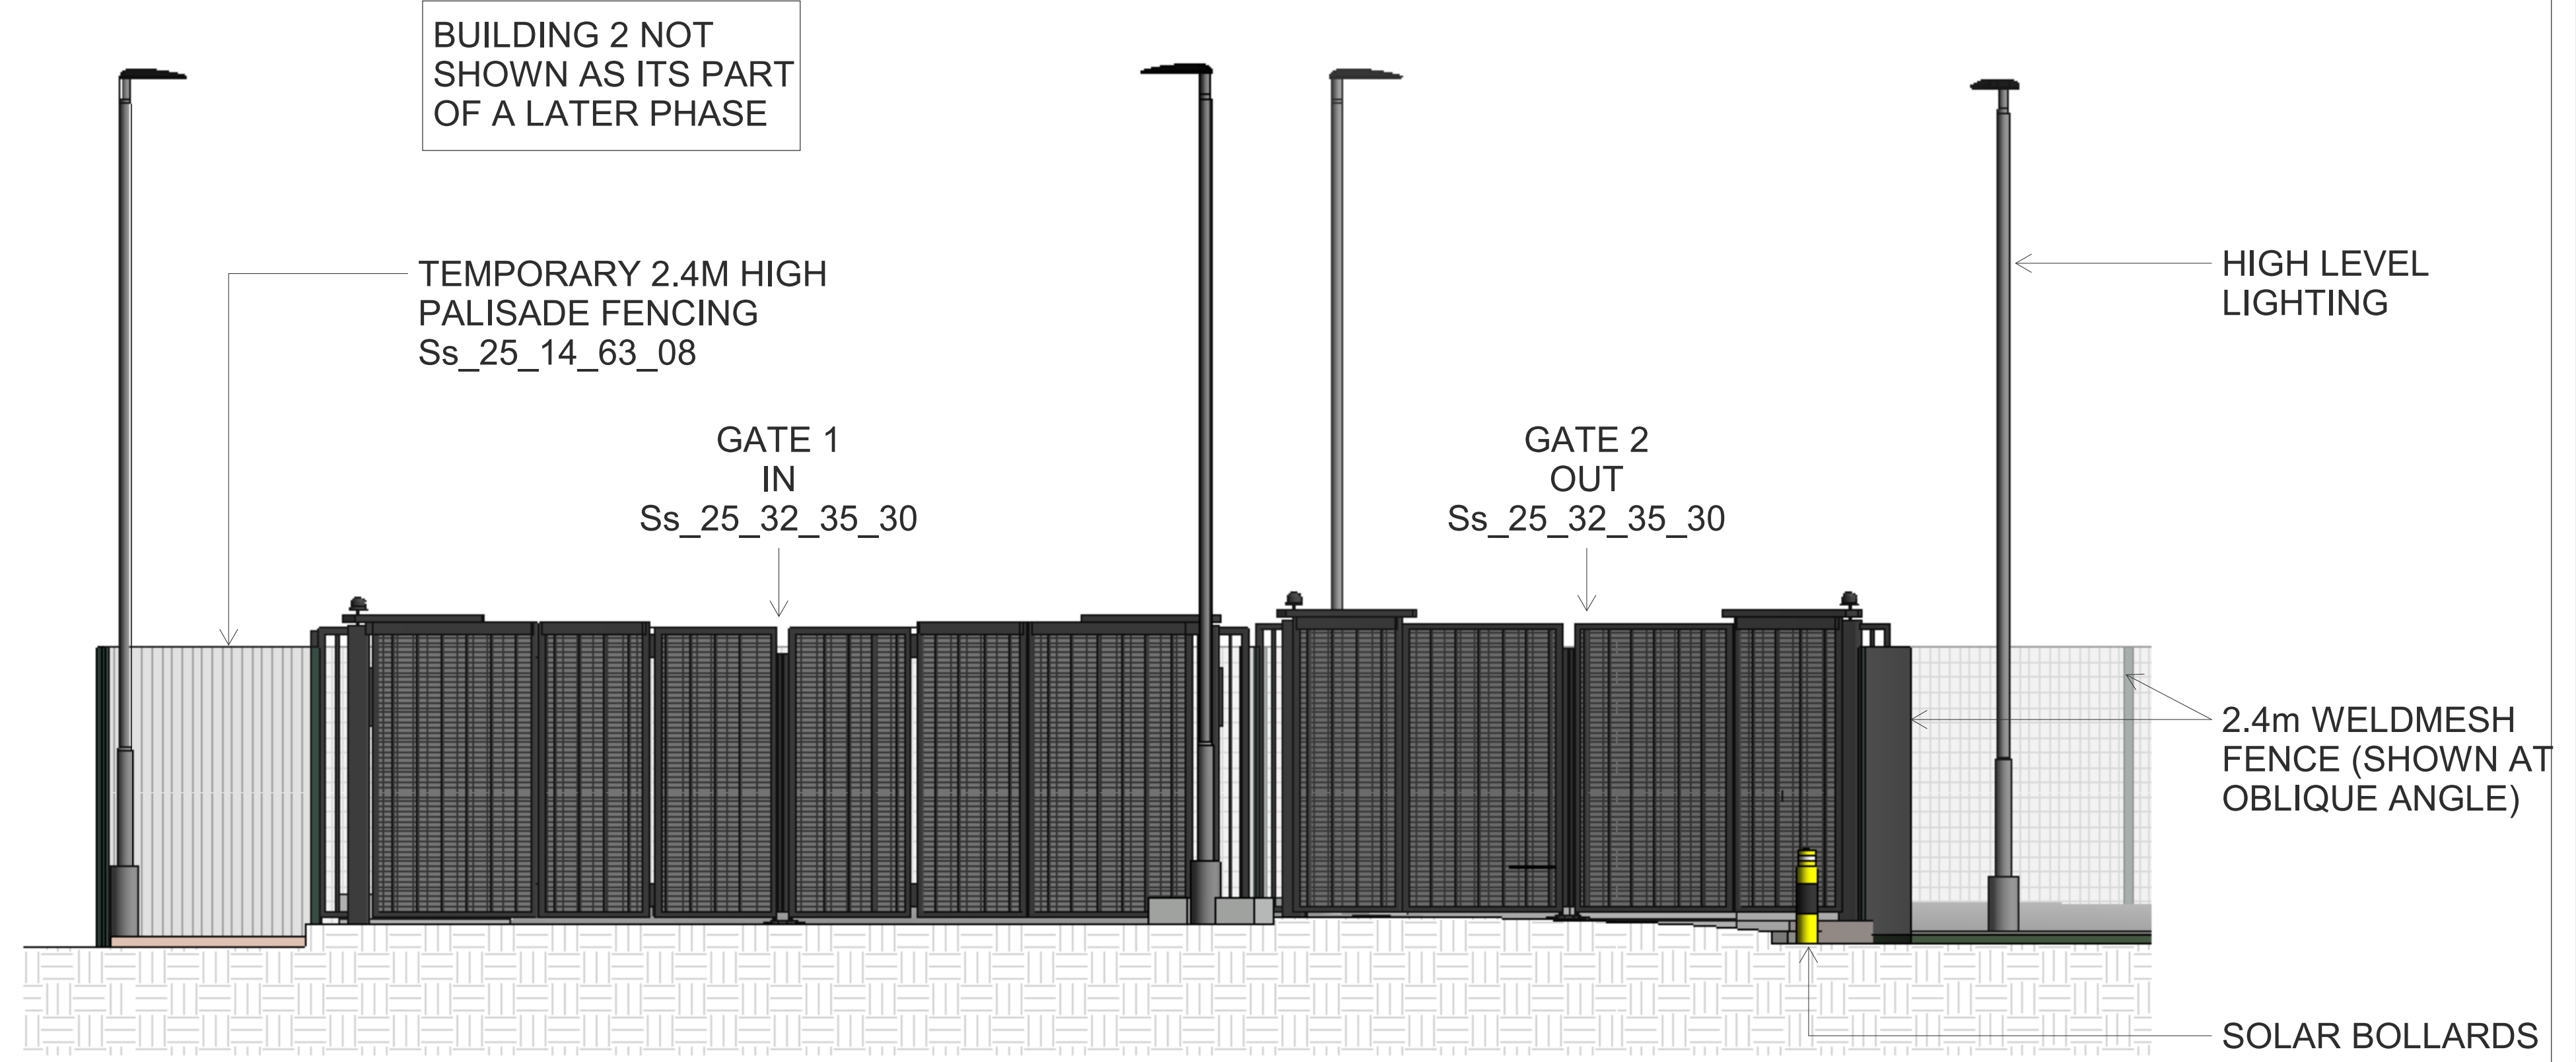 BUILDING 2 NOT
SHOWN AS ITS PART
OF A LATER PHASE
TEMPORARY 2.4M HIGH
PALISADE FENCING
Ss_25_14_63_08
HIGH LEVEL
LIGHTING
GATE 1
IN
Ss_25_32_35_30
GATE 2
OUT
Ss_25_32_35_30
2.4m WELDMESH
FENCE (SHOWN AT
OBLIQUE ANGLE)
SOLAR BOLLARDS